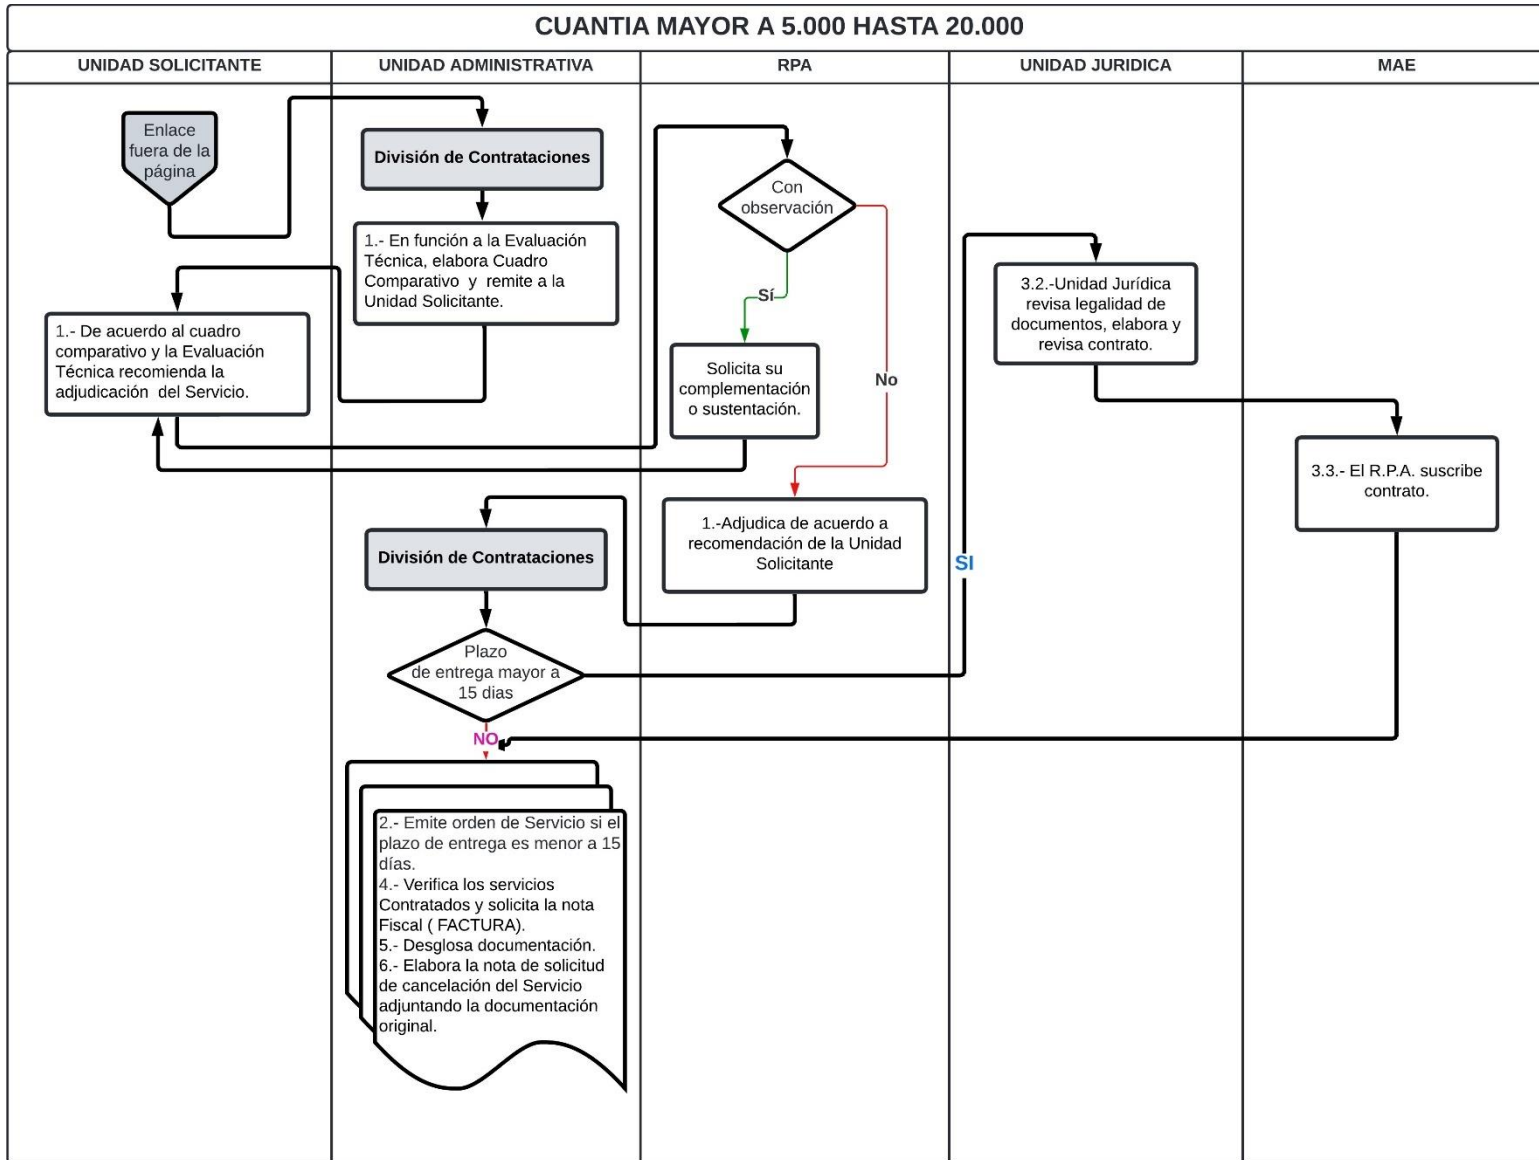 CUANTIA MAYOR A 5.000 HASTA 20.000
UNIDAD SOLICITANTE
UNIDAD ADMINISTRATIVA
RPA
UNIDAD JURIDICA
MAE
Enlace
fuera de la
página
División de Contrataciones
1.- En función a la Evaluación
Técnica, elabora Cuadro
Comparativo y remite a la
Unidad Solicitante.
1.- De acuerdo al cuadro
comparativo y la Evaluación
Técnica recomienda la
adjudicación del Servicio.
Con
observación
Sí
No
Solicita su
complementación
o sustentación.
1.-Adjudica de acuerdo a
recomendación de la Unidad
Solicitante
División de Contrataciones
Plazo
de entrega mayor a
15 dias
SI
NO
3.2.-Unidad Jurídica
revisa legalidad de
documentos, elabora y
revisa contrato.
3.3.- El R.P.A. suscribe
contrato.
2.- Emite orden de Servicio si el
plazo de entrega es menor a 15
días.
4.- Verifica los servicios
Contratados y solicita la nota
Fiscal ( FACTURA).
5.- Desglosa documentación.
6.- Elabora la nota de solicitud
de cancelación del Servicio
adjuntando la documentación
original.